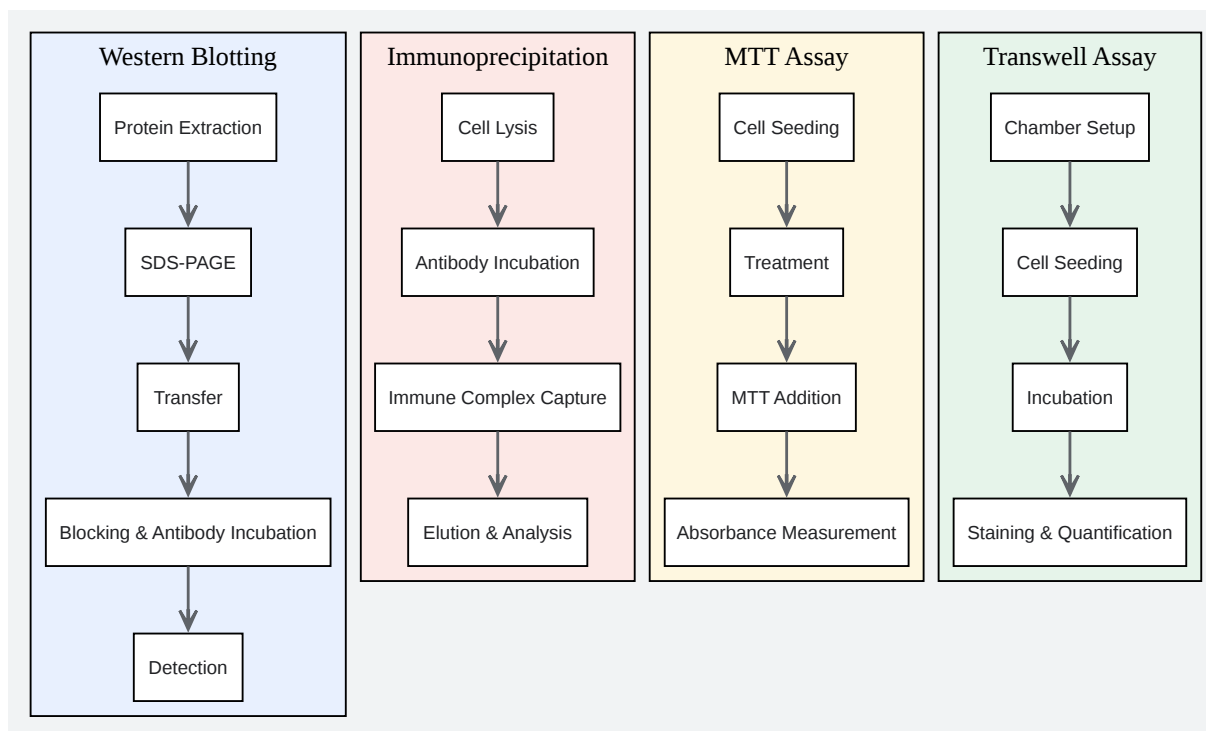 Western Blotting
Protein Extraction
SDS-PAGE
Transfer
Blocking & Antibody Incubation
Detection
Immunoprecipitation
Cell Lysis
Antibody Incubation
Immune Complex Capture
Elution & Analysis
MTT Assay
Cell Seeding
Treatment
MTT Addition
Absorbance Measurement
Transwell Assay
Chamber Setup
Cell Seeding
Incubation
Staining & Quantification